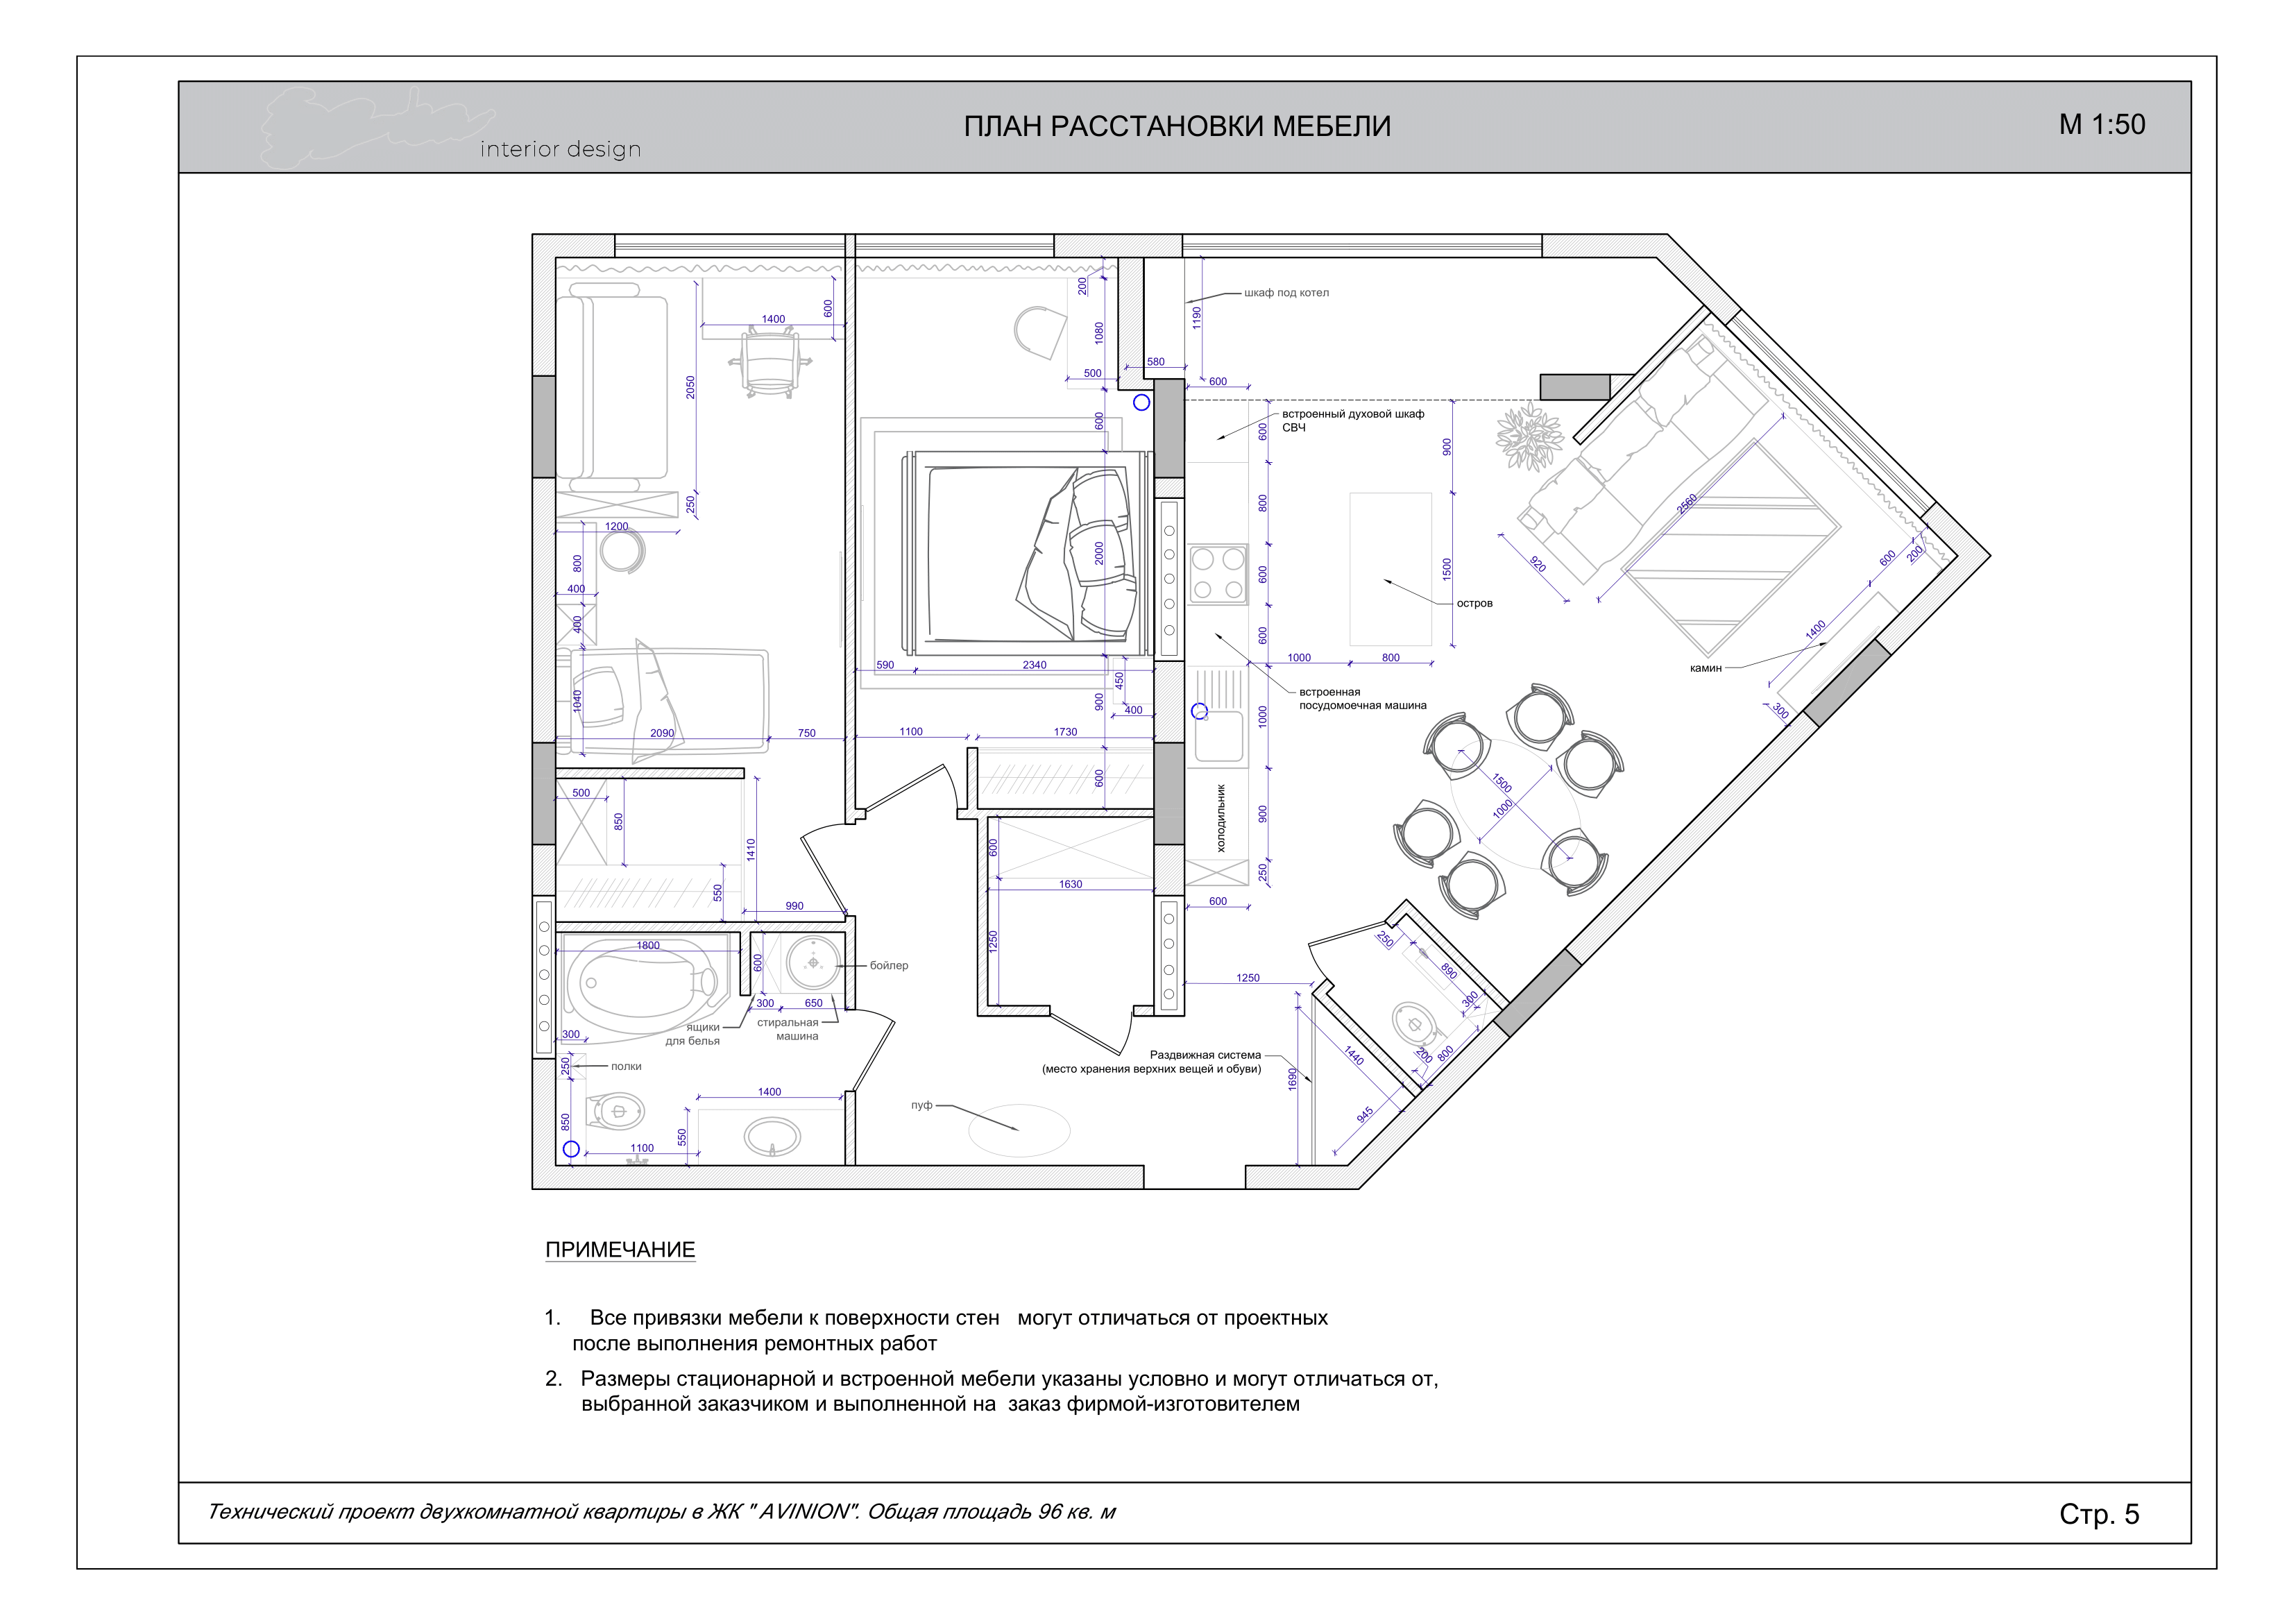 interior design
ПЛАН РАССТАНОВКИ МЕБЕЛИ
М 1:50
200
600
1400
1080
1190
шкаф под котел
2050
580
500
600
600
встроенный духовой шкаф
СВЧ
600
900
250
1200
800
2560
800
2000
920
600
200
400
600
1500
остров
400
600
1400
камин
590
2340
1000
800
450
1040
900
400
встроенная
посудомоечная машина
300
1000
2090
750
1100
1730
600
1500
1000
500
850
холодильник
900
1410
600
250
550
1630
990
600
1800
1250
250
600
бойлер
890
1250
300
300
650
ящики
для белья
стиральная
машина
300
Раздвижная система
(место хранения верхних вещей и обуви)
1440
200
800
250
полки
1690
1400
пуф
945
850
550
1100
ПРИМЕЧАНИЕ
1. Все привязки мебели к поверхности стен могут отличаться от проектных
после выполнения ремонтных работ
2. Размеры стационарной и встроенной мебели указаны условно и могут отличаться от,
выбранной заказчиком и выполненной на заказ фирмой-изготовителем
Технический проект двухкомнатной квартиры в ЖК " AVINION". Общая площадь 96 кв. м
Стр. 5